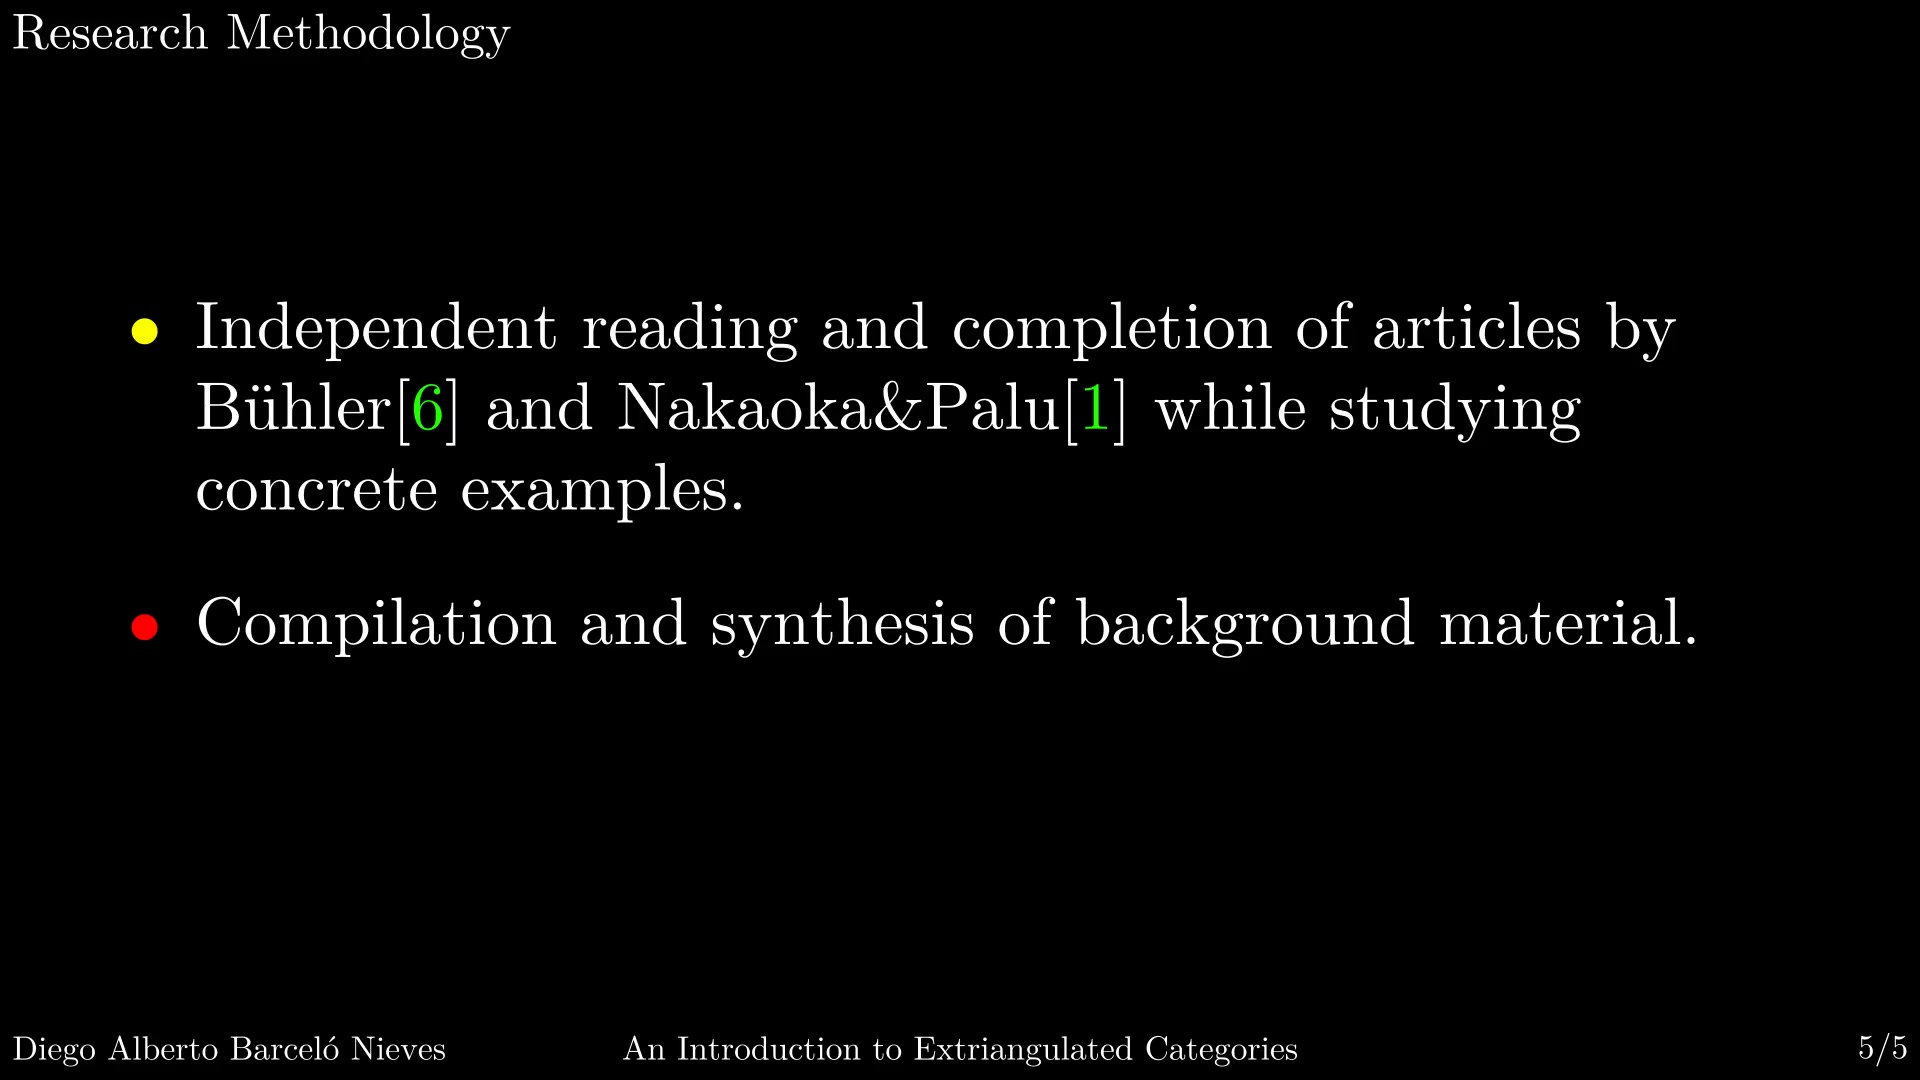 Research Methodology
• Independent reading and completion of articles by
Bühler[6] and Nakaoka&Palu[1] while studying
concrete examples.
• Compilation and synthesis of background material.
Diego Alberto Barceló Nieves An Introduction to Extriangulated Categories 5/5